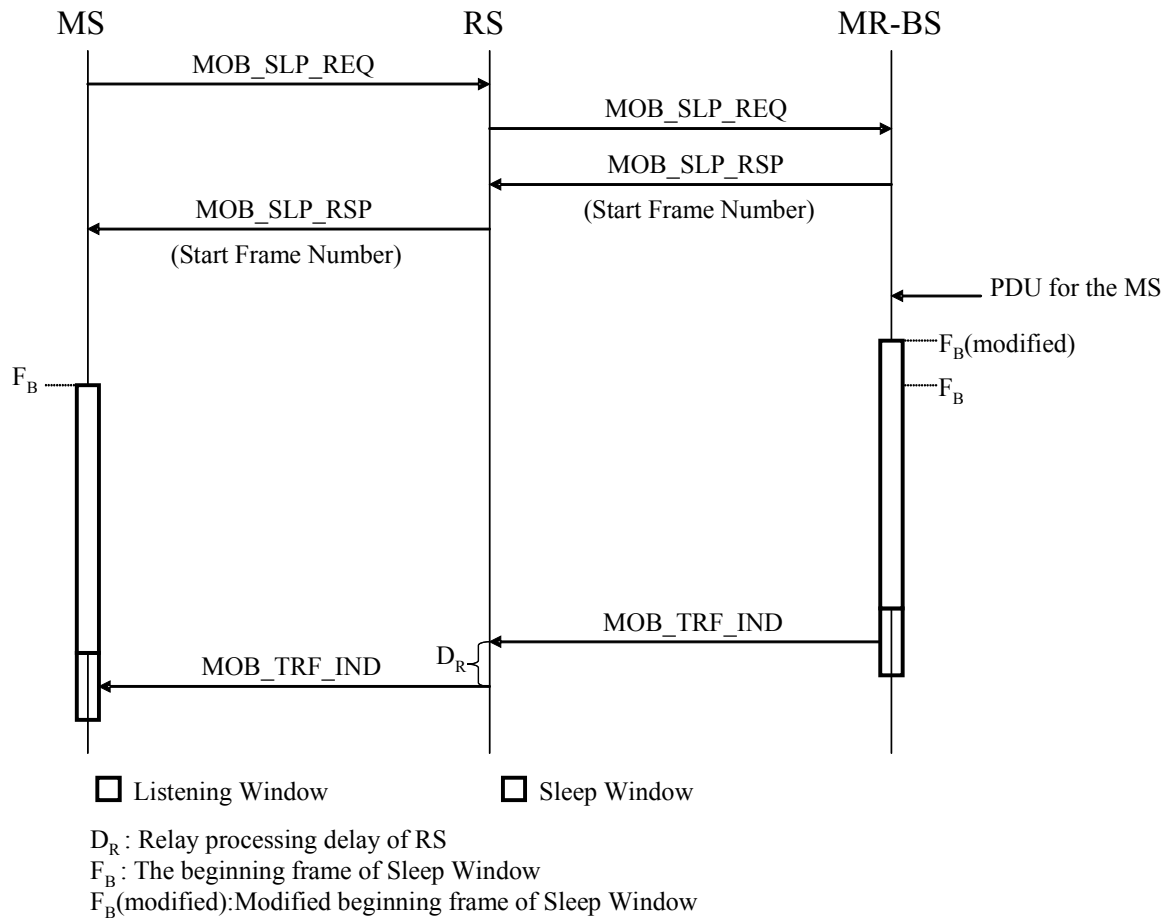 MS RS MR-BS
MOB_SLP_REQ
MOB_SLP_REQ
MOB_SLP_RSP
(Start Frame Number)
MOB_SLP_RSP
(Start Frame Number)
PDU for the MS
F_B(modified)
F_B
F_B
MOB_TRF_IND
D_R
MOB_TRF_IND
Listening Window Sleep Window
D_R : Relay processing delay of RS
F_B : The beginning frame of Sleep Window
F_B(modified):Modified beginning frame of Sleep Window